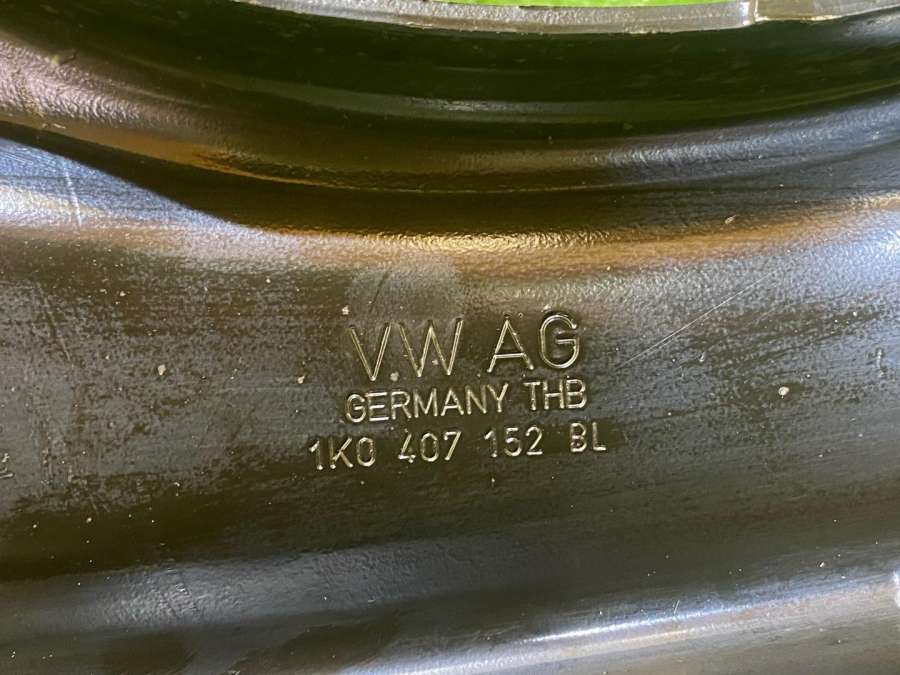 VW AG
GERMANY THB
1K0 407 152 BL